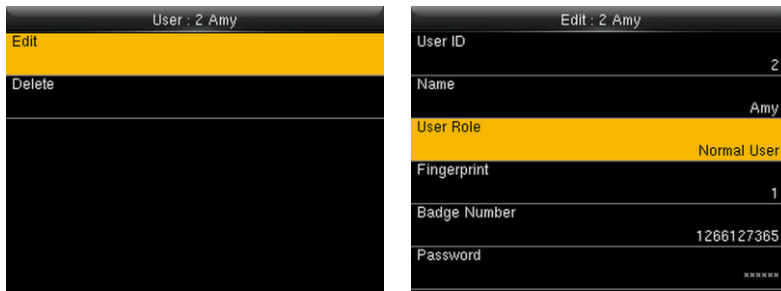 User : 2 Amy
Edit
Delete
Edit : 2 Amy
User ID
2
Name
Amy
User Role
Normal User
Fingerprint
1
Badge Number
1266127365
Password
******